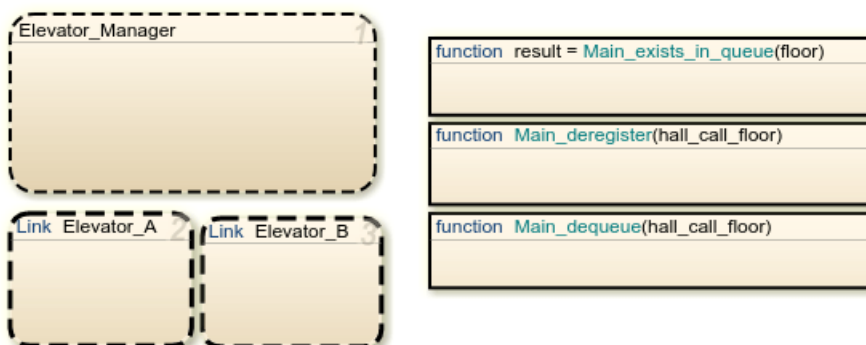 Elevator_Manager 1
Link Elevator_A 2
Link Elevator_B 3
function result = Main_exists_in_queue(floor)
function Main_deregister(hall_call_floor)
function Main_dequeue(hall_call_floor)